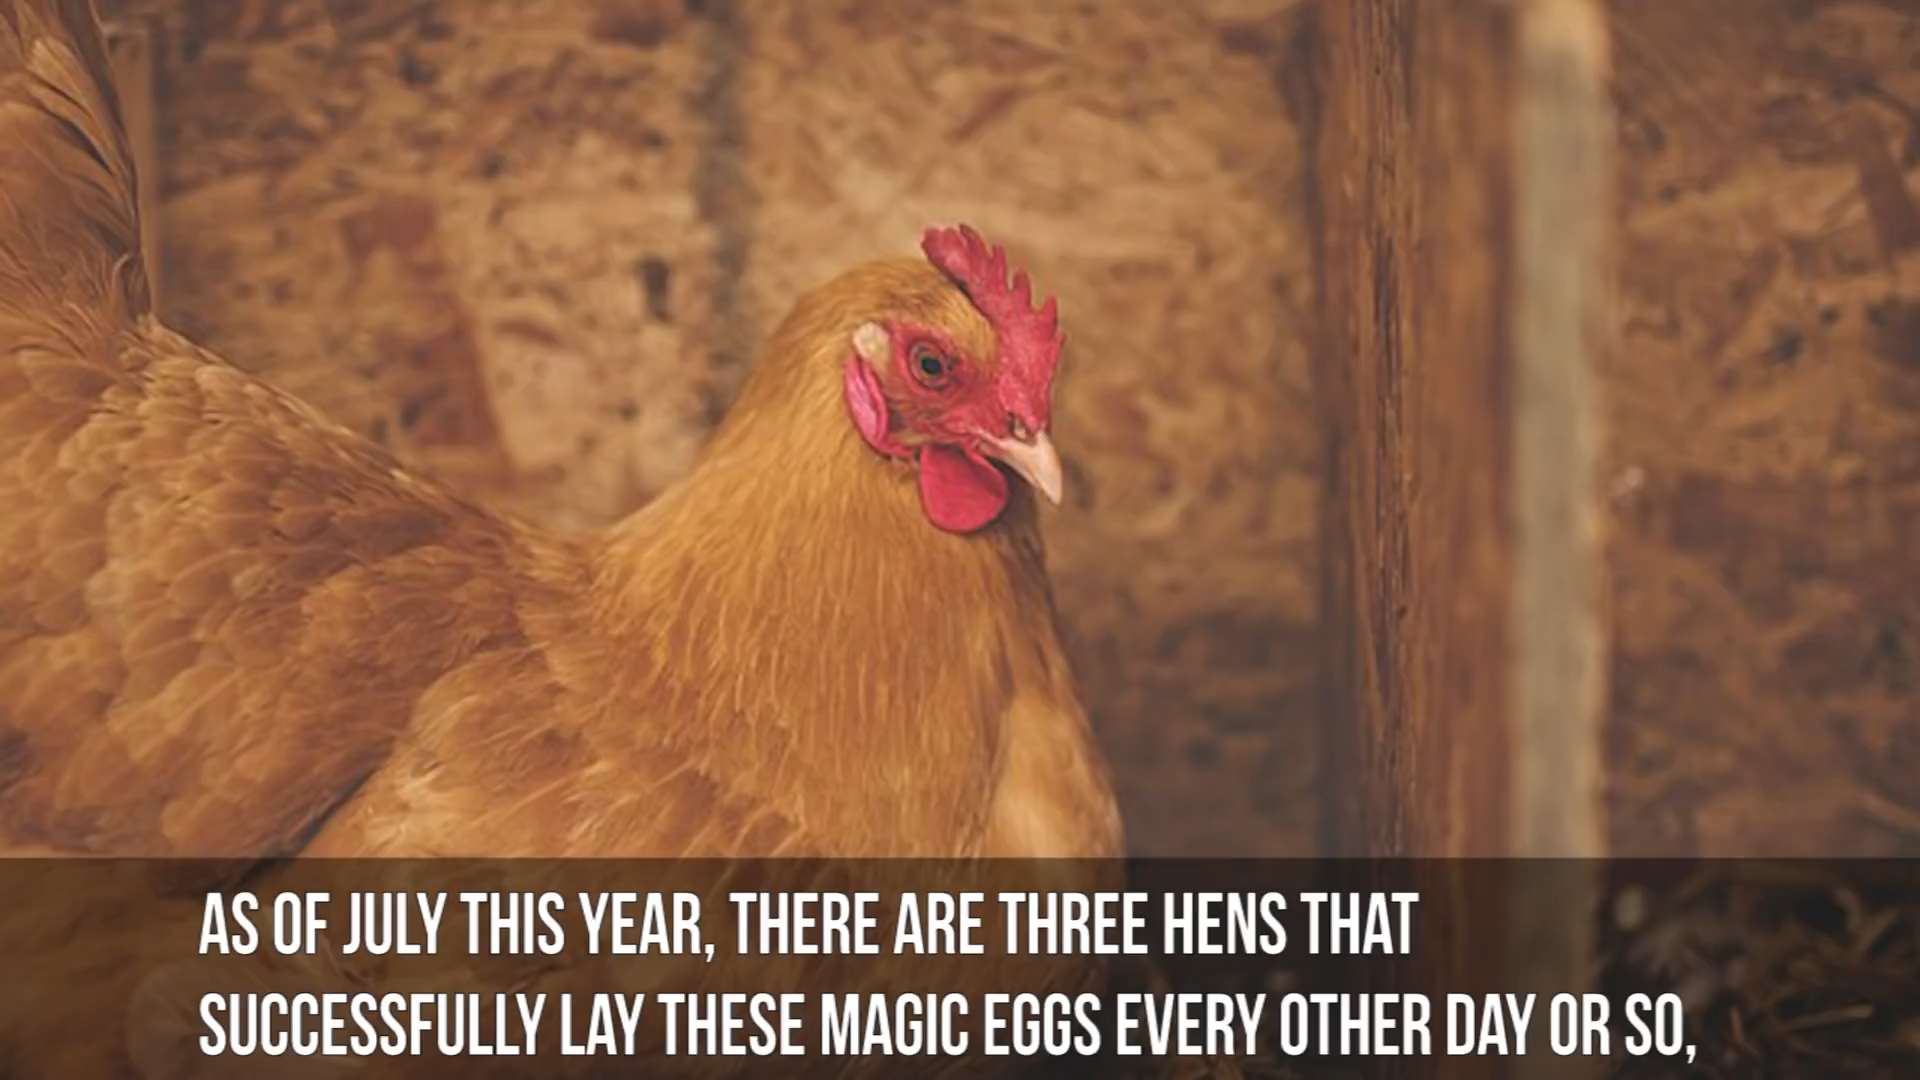 AS OF JULY THIS YEAR, THERE ARE THREE HENS THAT
SUCCESSFULLY LAY THESE MAGIC EGGS EVERY OTHER DAY OR SO,